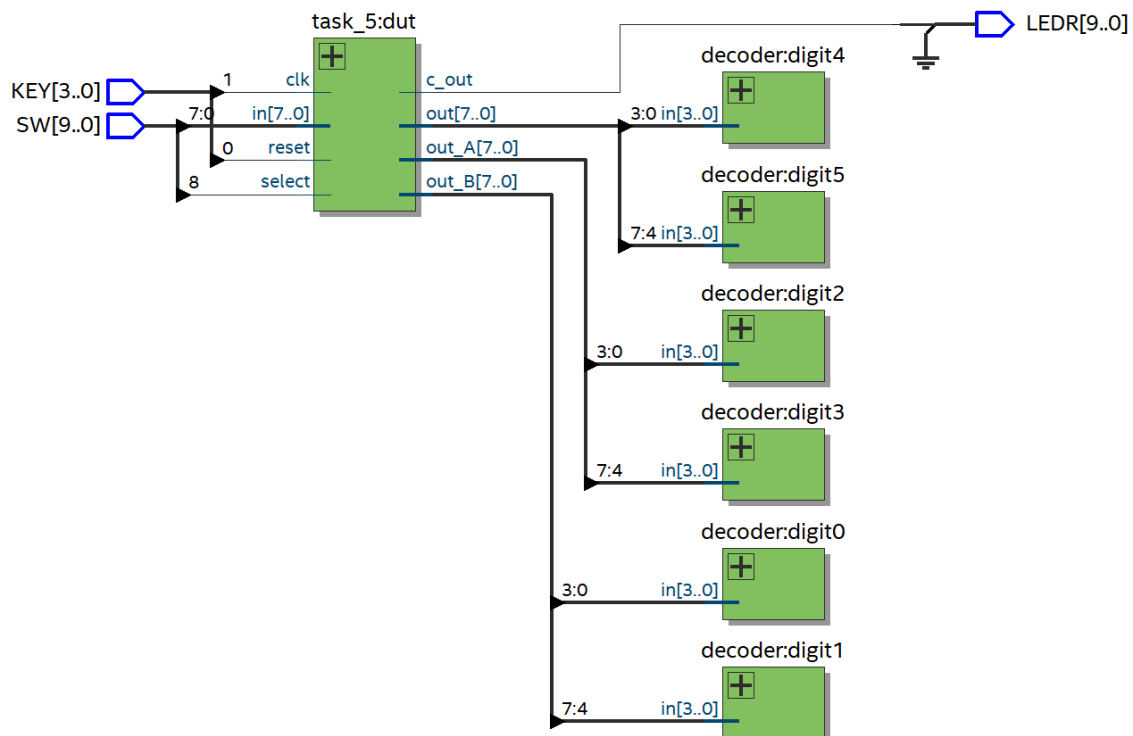 task_5:dut
LEDR[9..0]
decoder:digit4
KEY[3..0]
1
clk
c_out
SW[9..0]
7:0
in[7..0]
out[7..0]
3:0
in[3..0]
0
reset
out_A[7..0]
decoder:digit5
8
select
out_B[7..0]
7:4
in[3..0]
decoder:digit2
3:0
in[3..0]
decoder:digit3
7:4
in[3..0]
decoder:digit0
3:0
in[3..0]
decoder:digit1
7:4
in[3..0]